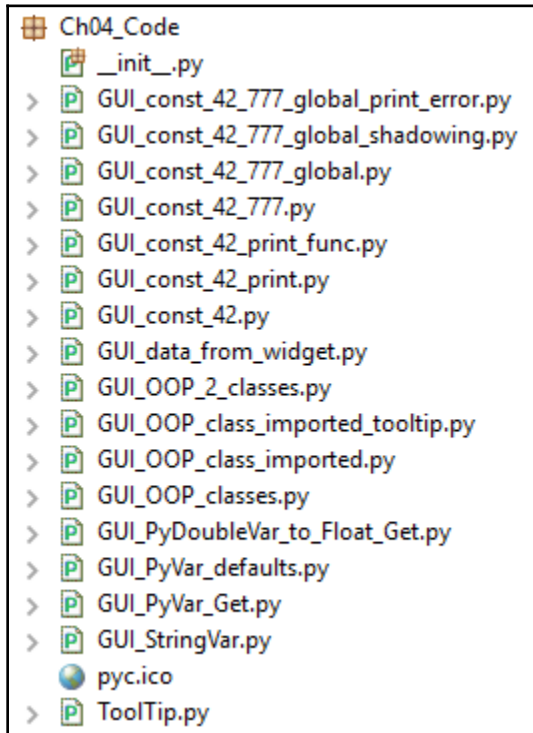 Ch04_Code
__init__.py
GUI_const_42_777_global_print_error.py
GUI_const_42_777_global_shadowing.py
GUI_const_42_777_global.py
GUI_const_42_777.py
GUI_const_42_print_func.py
GUI_const_42_print.py
GUI_const_42.py
GUI_data_from_widget.py
GUI_OOP_2_classes.py
GUI_OOP_class_imported_tooltip.py
GUI_OOP_class_imported.py
GUI_OOP_classes.py
GUI_PyDoubleVar_to_Float_Get.py
GUI_PyVar_defaults.py
GUI_PyVar_Get.py
GUI_StringVar.py
pyc.ico
ToolTip.py